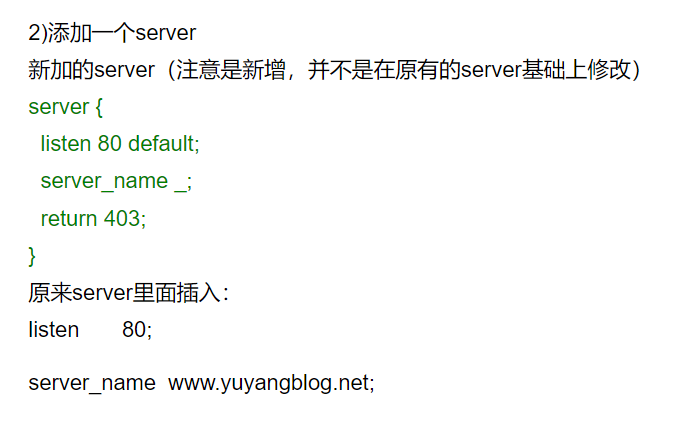 2)添加一个server
新加的server（注意是新增，并不是在原有的server基础上修改）
server {
  listen 80 default;
  server_name _;
  return 403;
}
原来server里面插入：
listen       80;
server_name  www.yuyangblog.net;